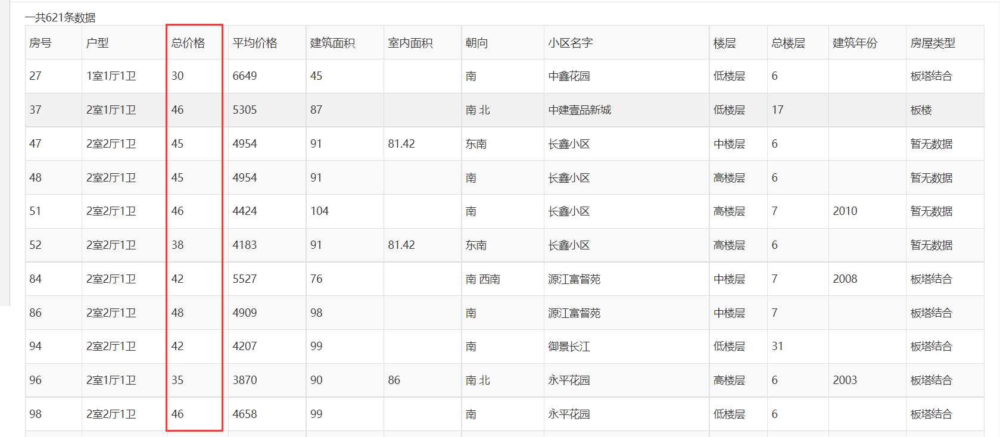 一共621条数据
房号 户型 总价格 平均价格 建筑面积 室内面积 朝向 小区名字 楼层 总楼层 建筑年份 房屋类型
27 1室1厅1卫 30 6649 45 南 中鑫花园 低楼层 6 板塔结合
37 2室1厅1卫 46 5305 87 南 北 中建壹品新城 低楼层 17 板楼
47 2室2厅1卫 45 4954 91 81.42 东南 长鑫小区 中楼层 6 暂无数据
48 2室2厅1卫 45 4954 91 南 长鑫小区 高楼层 6 暂无数据
51 2室2厅1卫 46 4424 104 南 长鑫小区 高楼层 7 2010 暂无数据
52 2室2厅1卫 38 4183 91 81.42 东南 长鑫小区 高楼层 6 暂无数据
84 2室2厅1卫 42 5527 76 南 西南 源江富督苑 中楼层 7 2008 板塔结合
86 2室2厅1卫 48 4909 98 南 源江富督苑 中楼层 7 板塔结合
94 2室2厅1卫 42 4207 99 南 御景长江 低楼层 31 板塔结合
96 2室1厅1卫 35 3870 90 86 南 北 永平花园 高楼层 6 2003 板塔结合
98 2室2厅1卫 46 4658 99 南 永平花园 低楼层 6 板塔结合